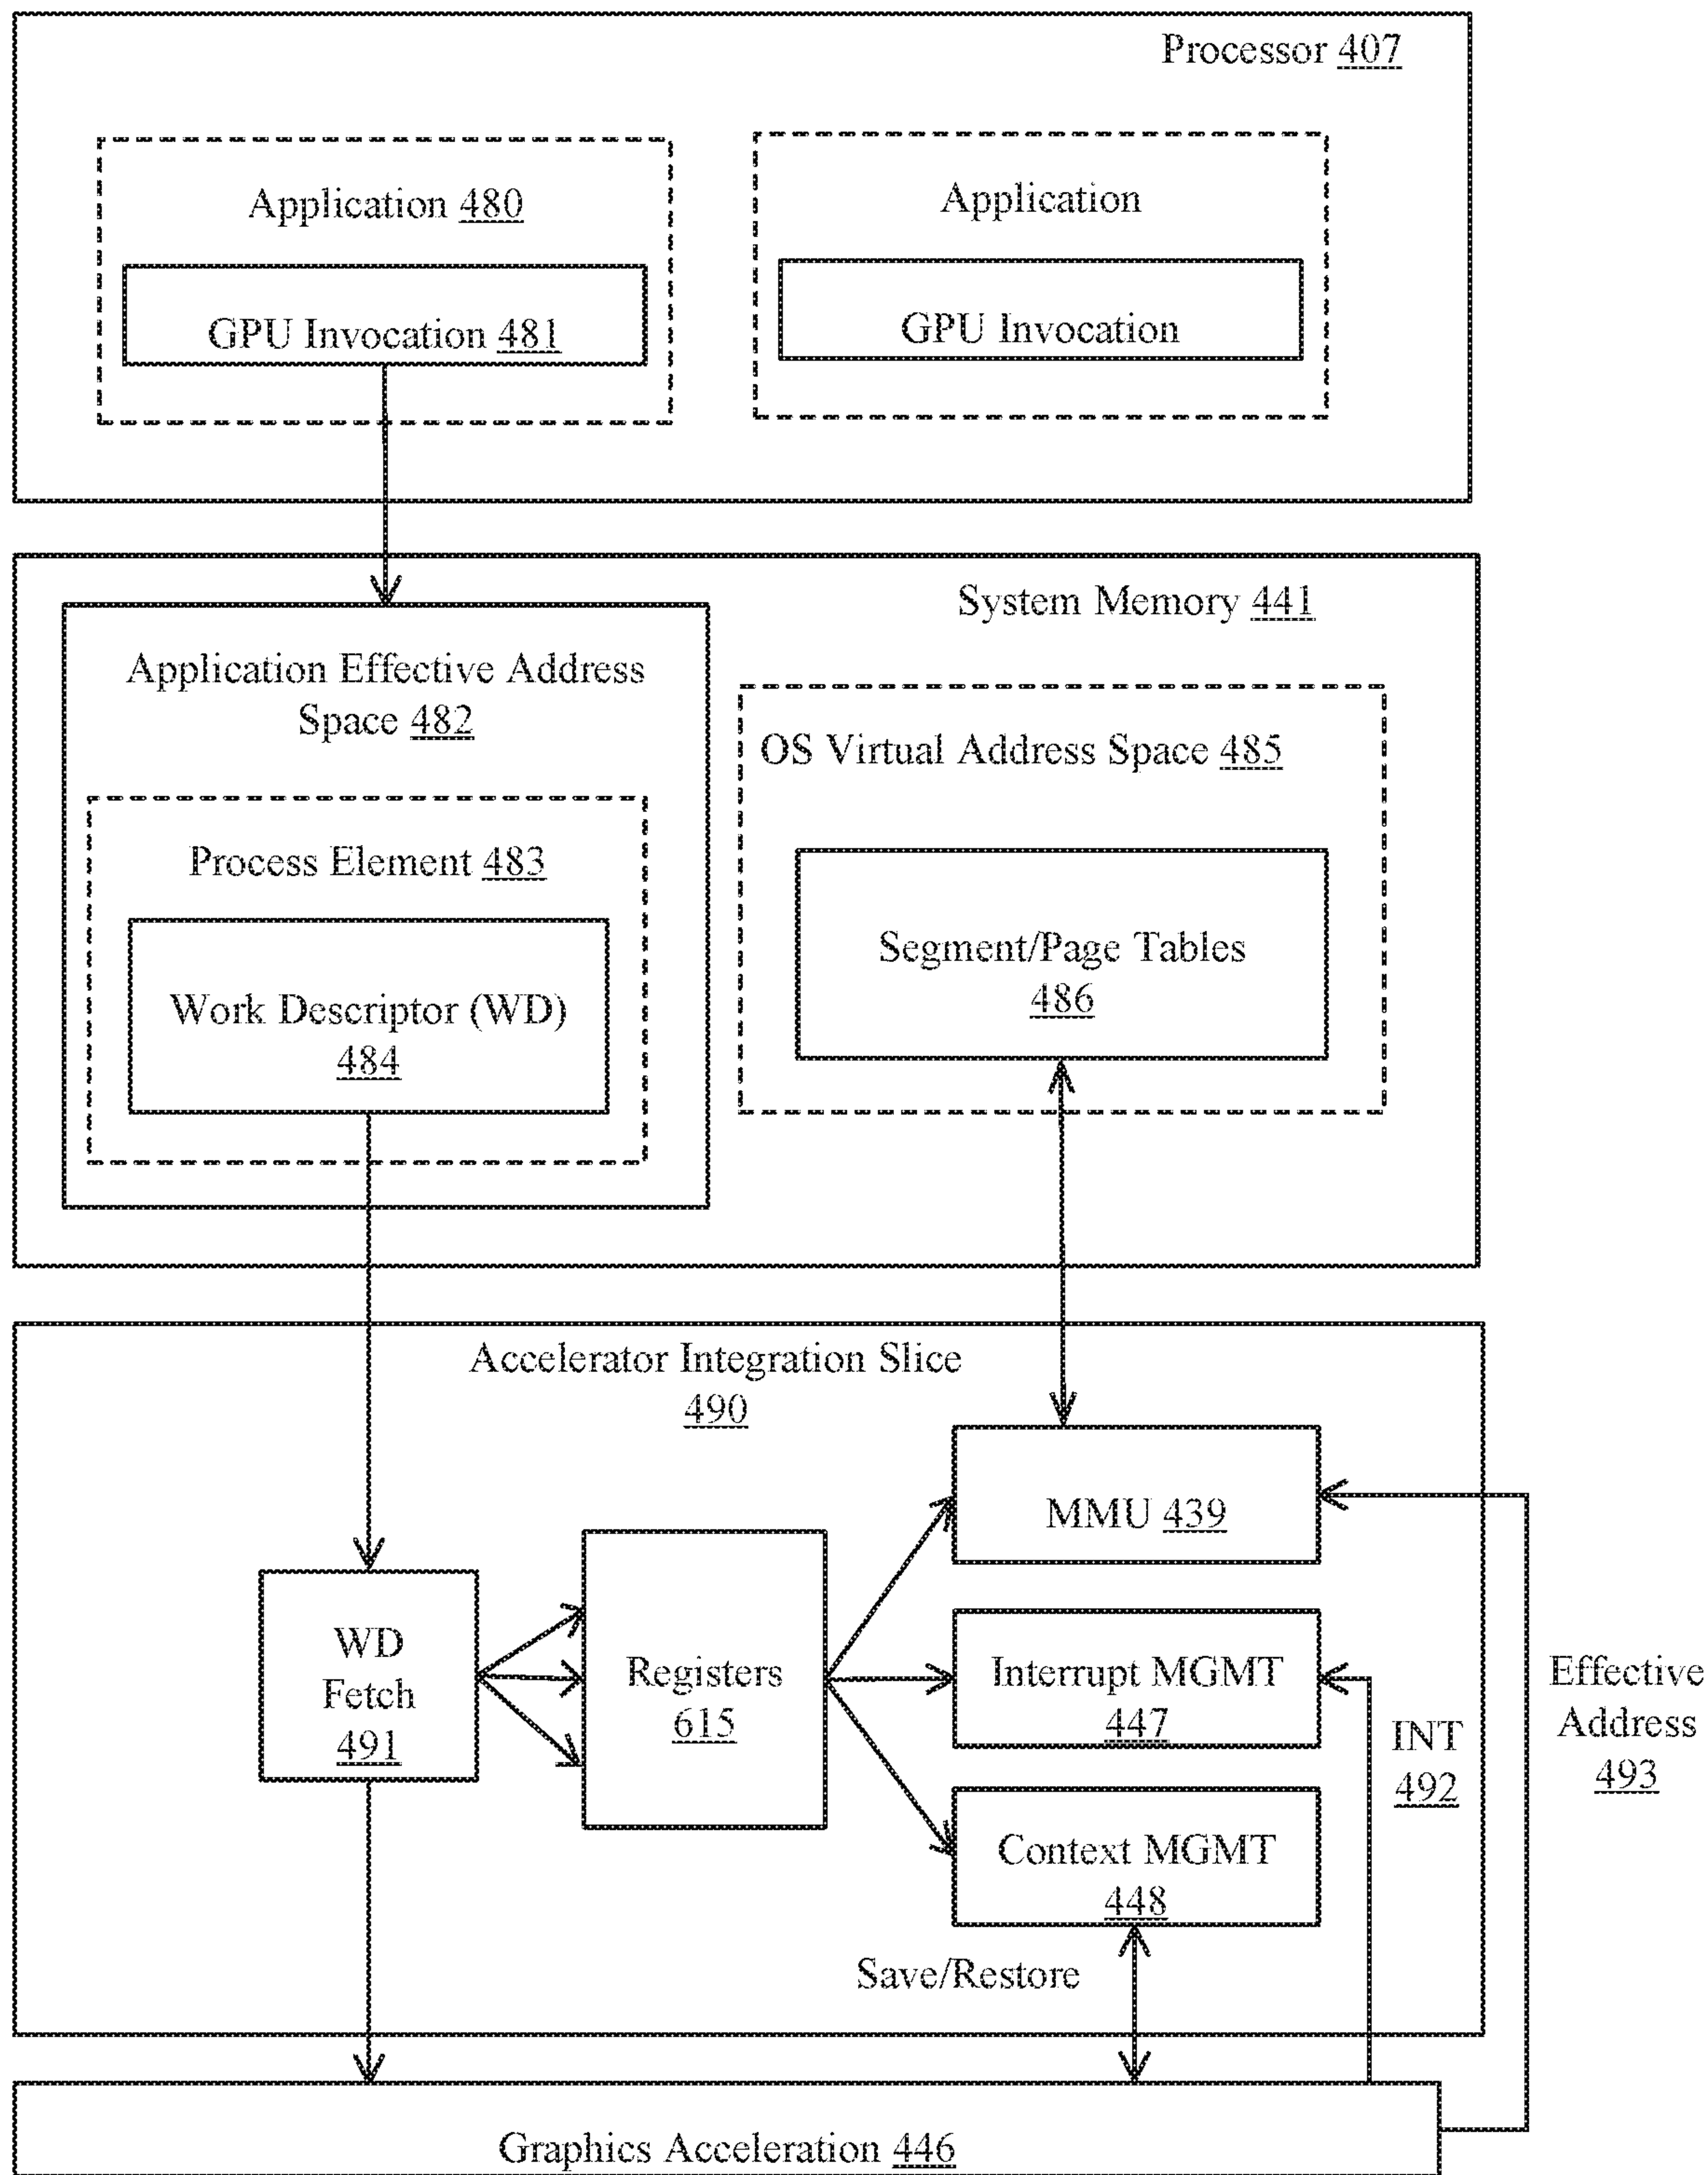 Processor 407
Application 480
Application
GPU Invocation 481
GPU Invocation
System Memory 441
Application Effective Address
Space 482
OS Virtual Address Space 485
Process Element 483
Segment/Page Tables
486
Work Descriptor (WD)
484
Accelerator Integration Slice
490
MMU 439
WD
Fetch
491
Registers
615
Interrupt MGMT
447
Effective
Address
493
INT
492
Context MGMT
448
Save/Restore
Graphics Acceleration 446